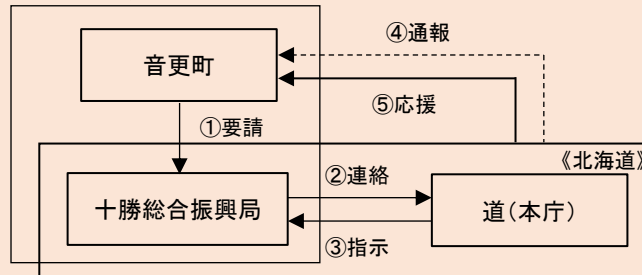 ④通報
音更町
⑤応援
①要請
《北海道》
②連絡
十勝総合振興局
道（本庁）
③指示